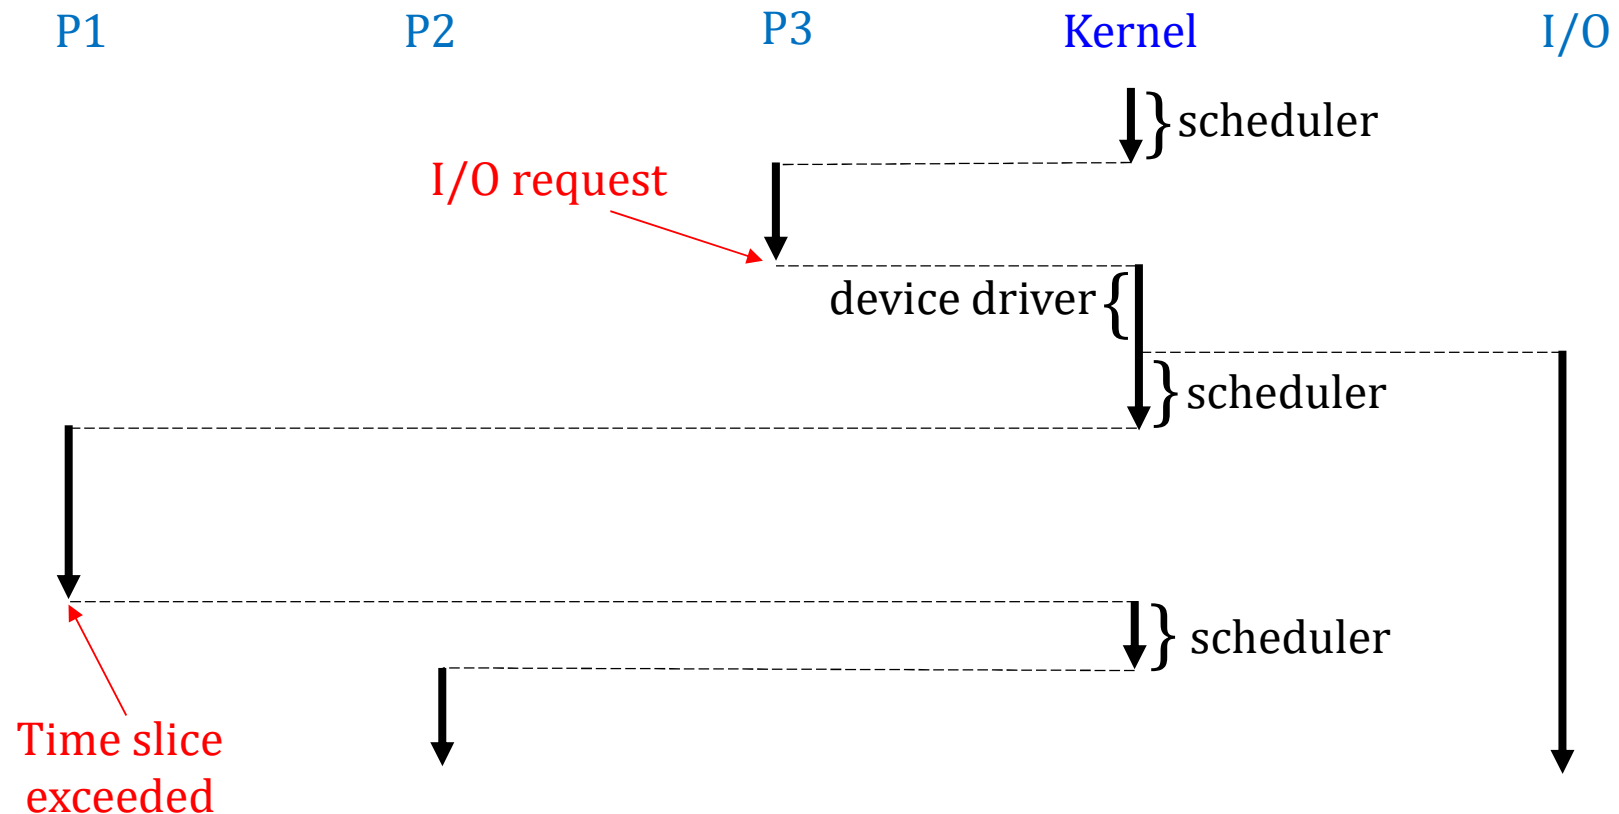 P1 P2 P3 Kernel I/O
scheduler
I/O request
device driver
scheduler
scheduler
Time slice
exceeded